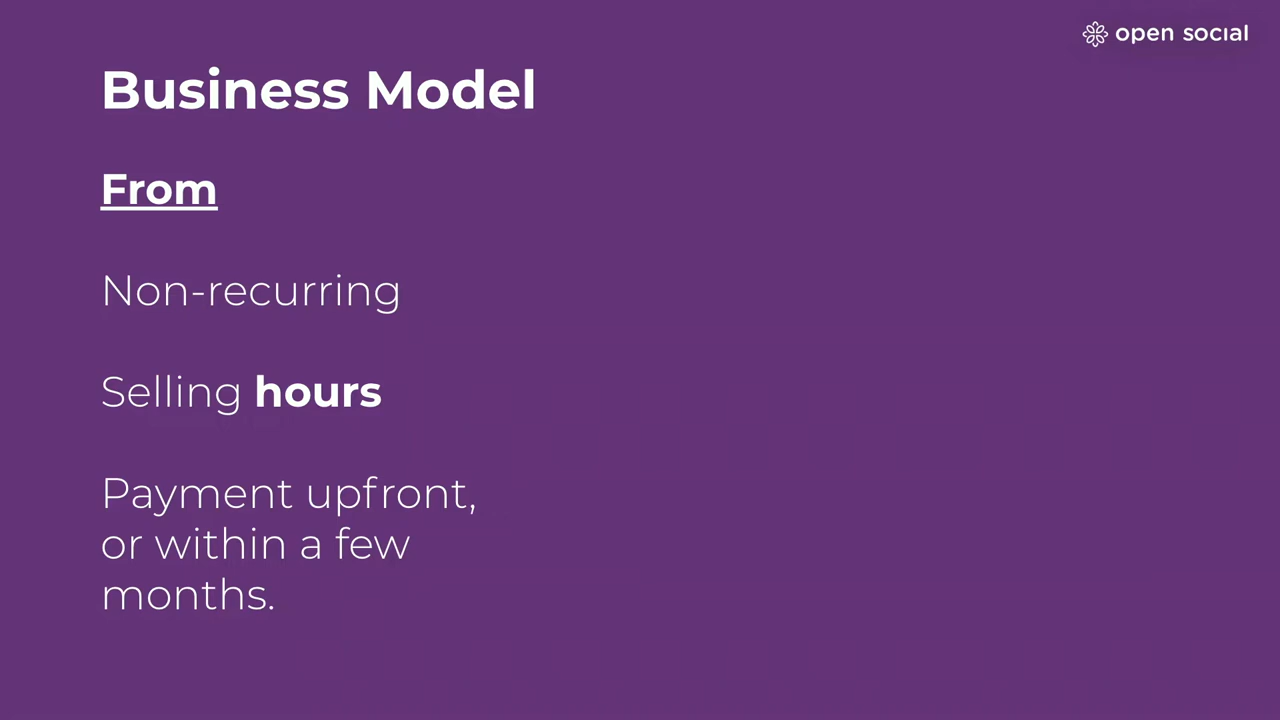 open social
Business Model
From
Non-recurring
Selling hours
Payment upfront,
or within a few
months.